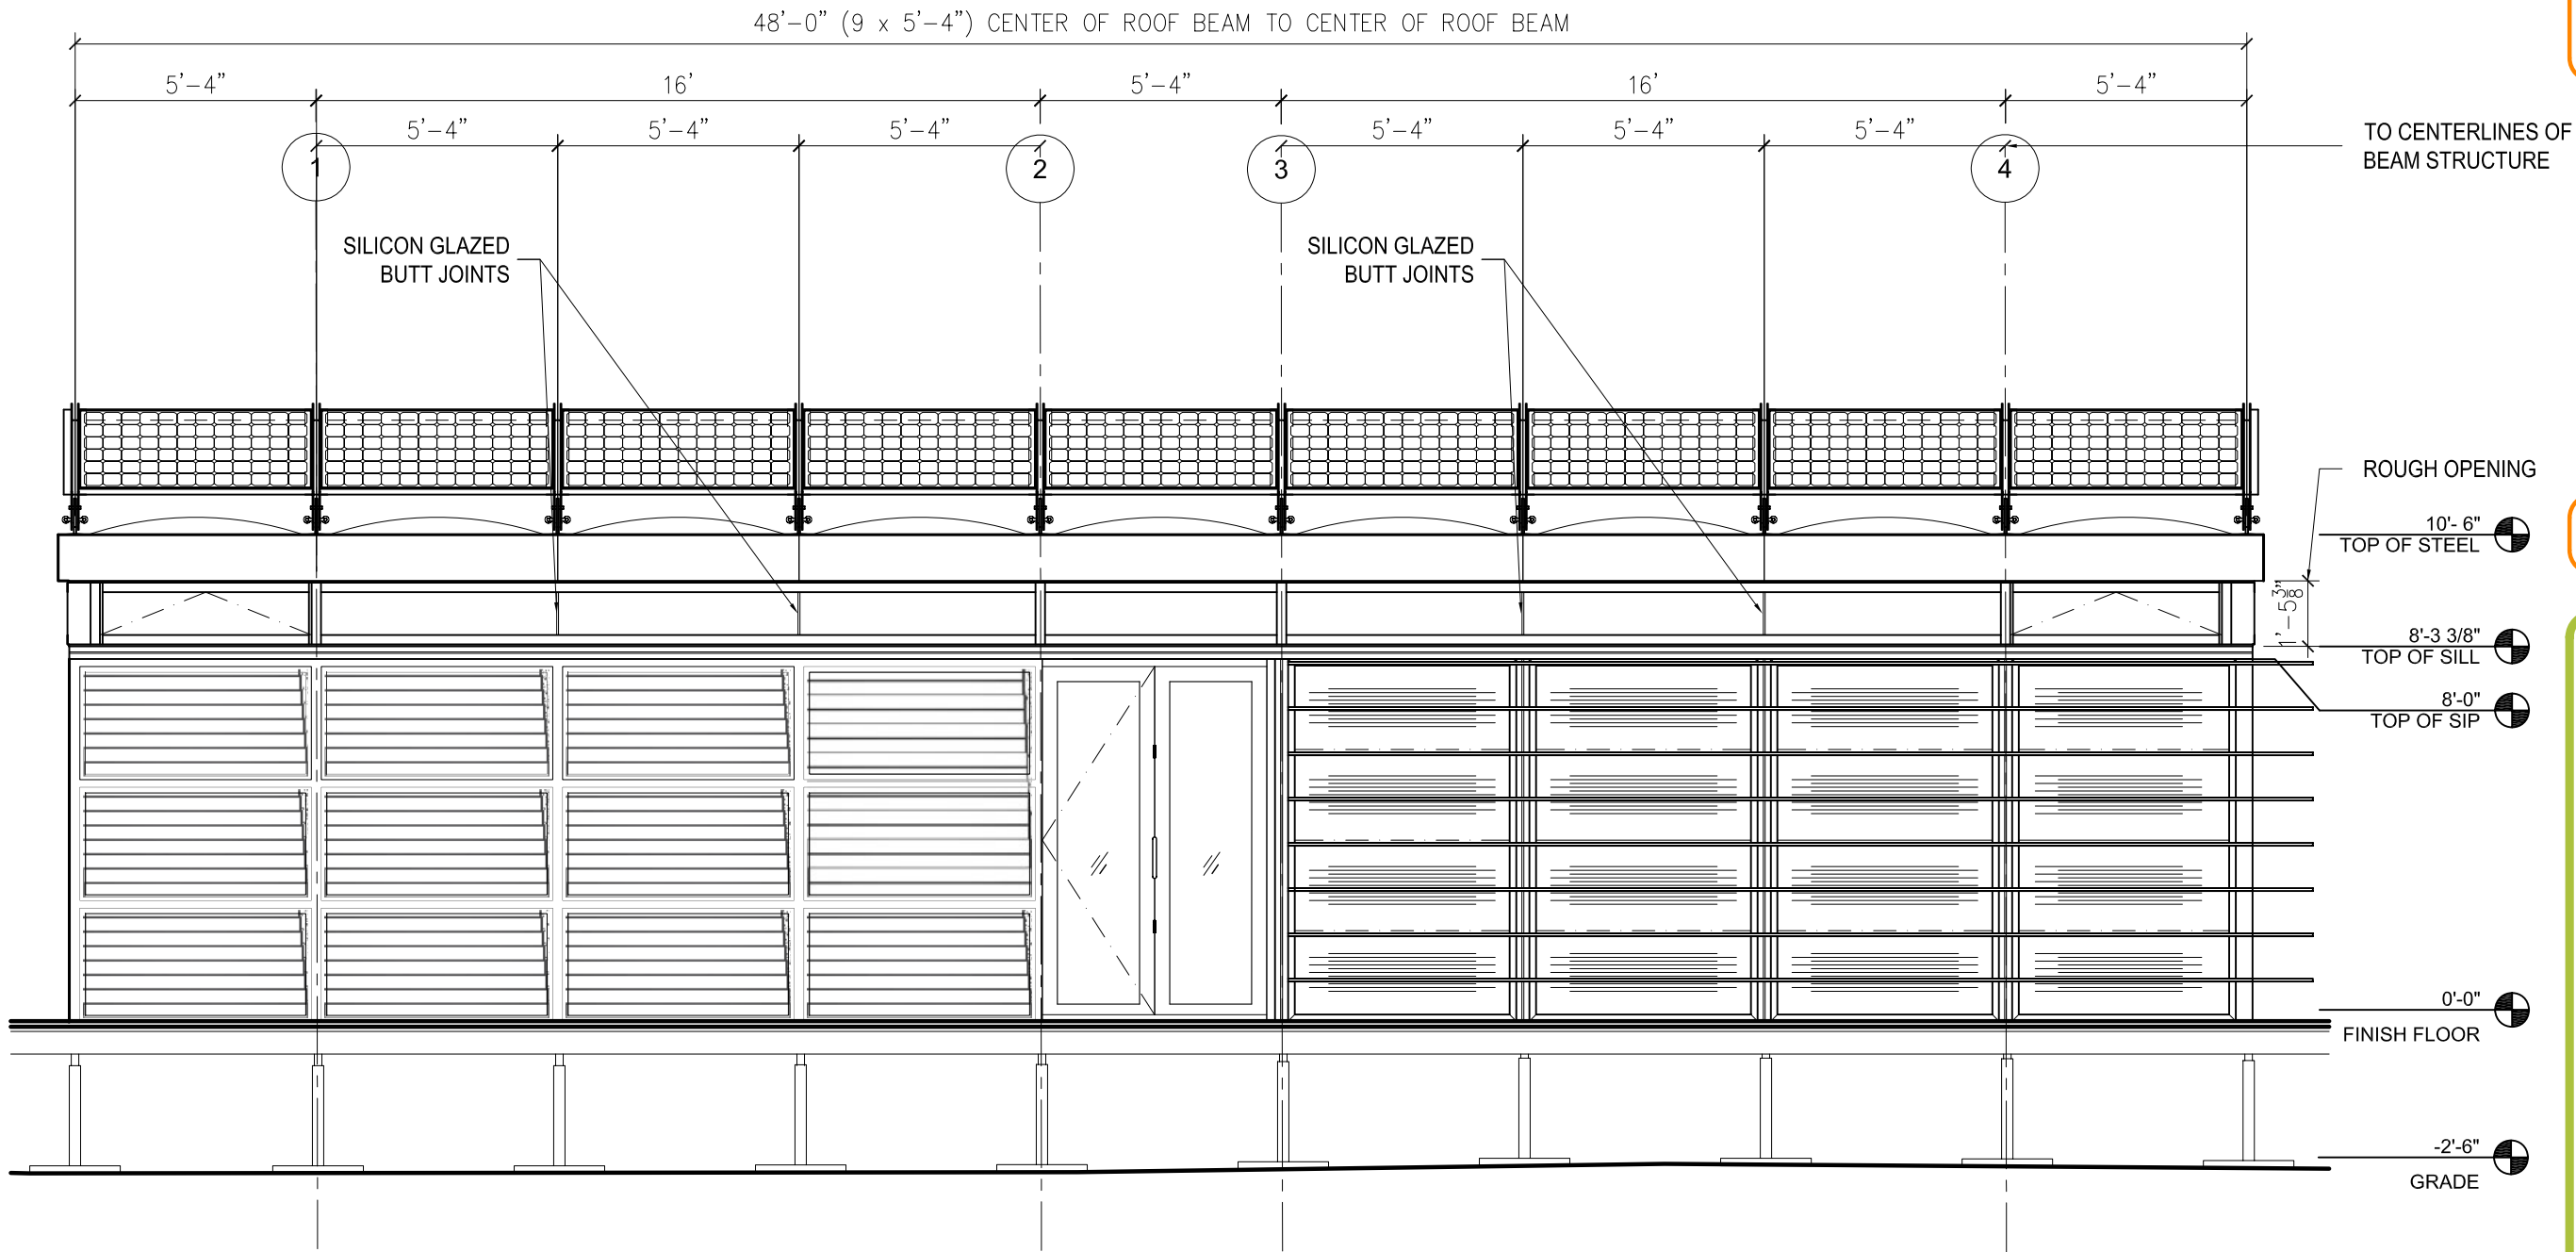 48'-0" (9 x 5'-4") CENTER OF ROOF BEAM TO CENTER OF ROOF BEAM
5'-4" 16' 5'-4" 16' 5'-4"
5'-4" 5'-4" 5'-4" 5'-4" 5'-4" 5'-4"
TO CENTERLINES OF
BEAM STRUCTURE
1 2 3 4
SILICON GLAZED
BUTT JOINTS
SILICON GLAZED
BUTT JOINTS
ROUGH OPENING
10'- 6"
TOP OF STEEL
1'-5 3/8"
8'-3 3/8"
TOP OF SILL
8'-0"
TOP OF SIP
0'-0"
FINISH FLOOR
-2'-6"
GRADE